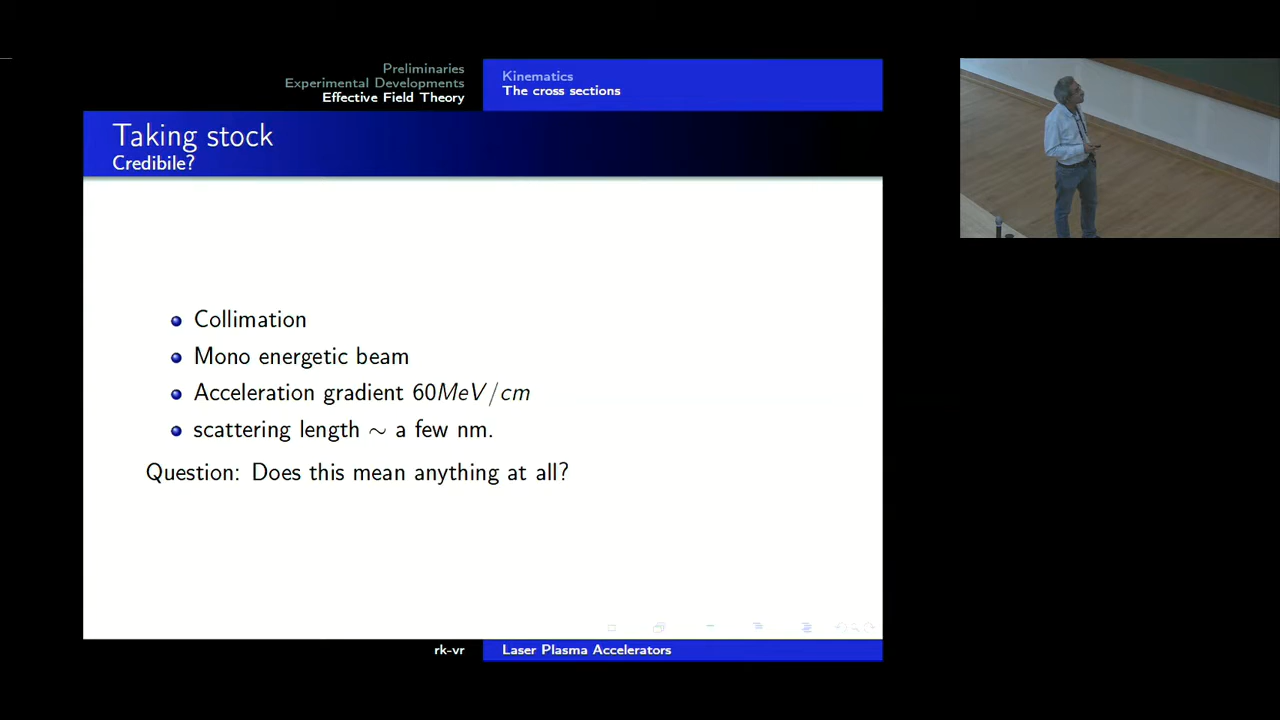 Preliminaries
Experimental Developments
Effective Field Theory
Kinematics
The cross sections
Taking stock
Credibile?
Collimation
Mono energetic beam
Acceleration gradient 60MeV/cm
scattering length ∼ a few nm.
Question: Does this mean anything at all?
rk-vr
Laser Plasma Accelerators